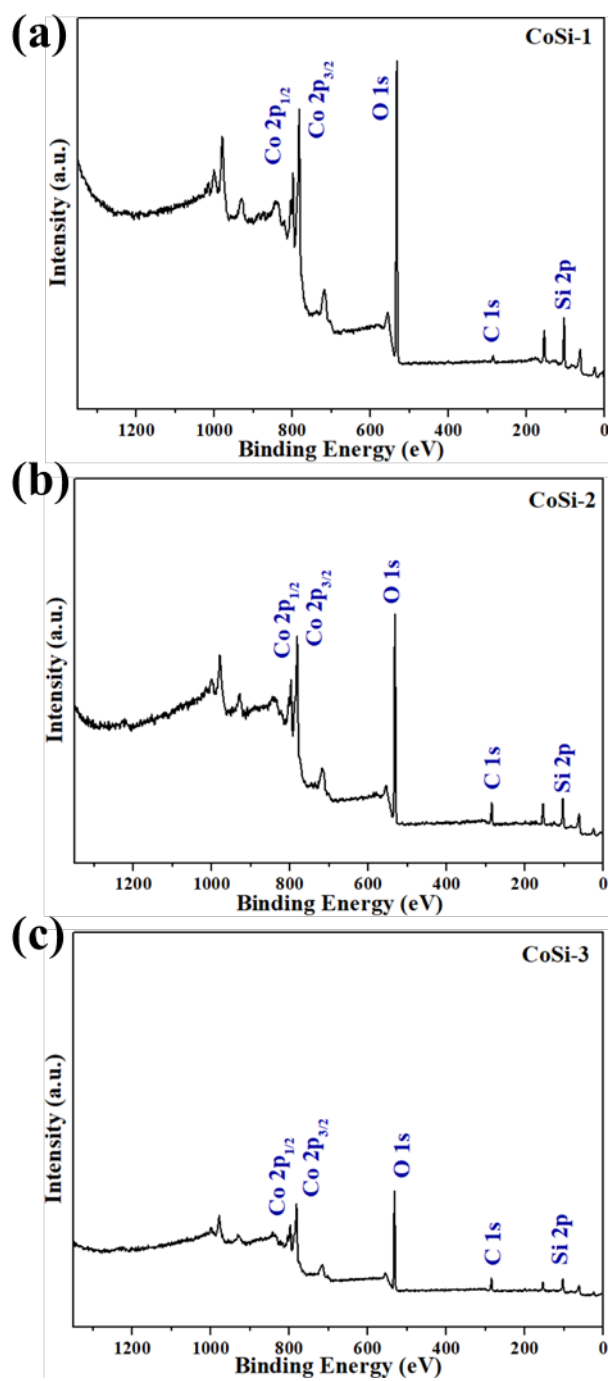 (a)
CoSi-1
Co 2p1/2
Co 2p3/2
O 1s
C 1s
Si 2p
Intensity (a.u.)
1200 1000 800 600 400 200 0
Binding Energy (eV)
(b)
CoSi-2
Co 2p1/2
Co 2p3/2
O 1s
C 1s
Si 2p
Intensity (a.u.)
1200 1000 800 600 400 200 0
Binding Energy (eV)
(c)
CoSi-3
Co 2p1/2
Co 2p3/2
O 1s
C 1s
Si 2p
Intensity (a.u.)
1200 1000 800 600 400 200 0
Binding Energy (eV)